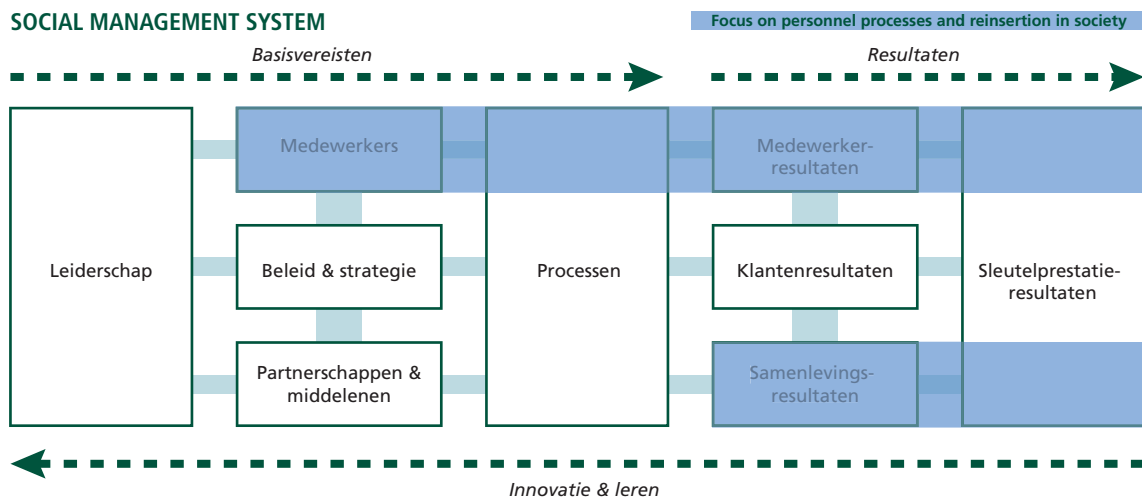 SOCIAL MANAGEMENT SYSTEM
Focus on personnel processes and reinsertion in society
Basisvereisten
Resultaten
Medewerkers
Medewerker-
resultaten
Leiderschap
Beleid & strategie
Processen
Klantenresultaten
Sleutelprestatie-
resultaten
Partnerschappen &
middelenen
Samenlevings-
resultaten
Innovatie & leren